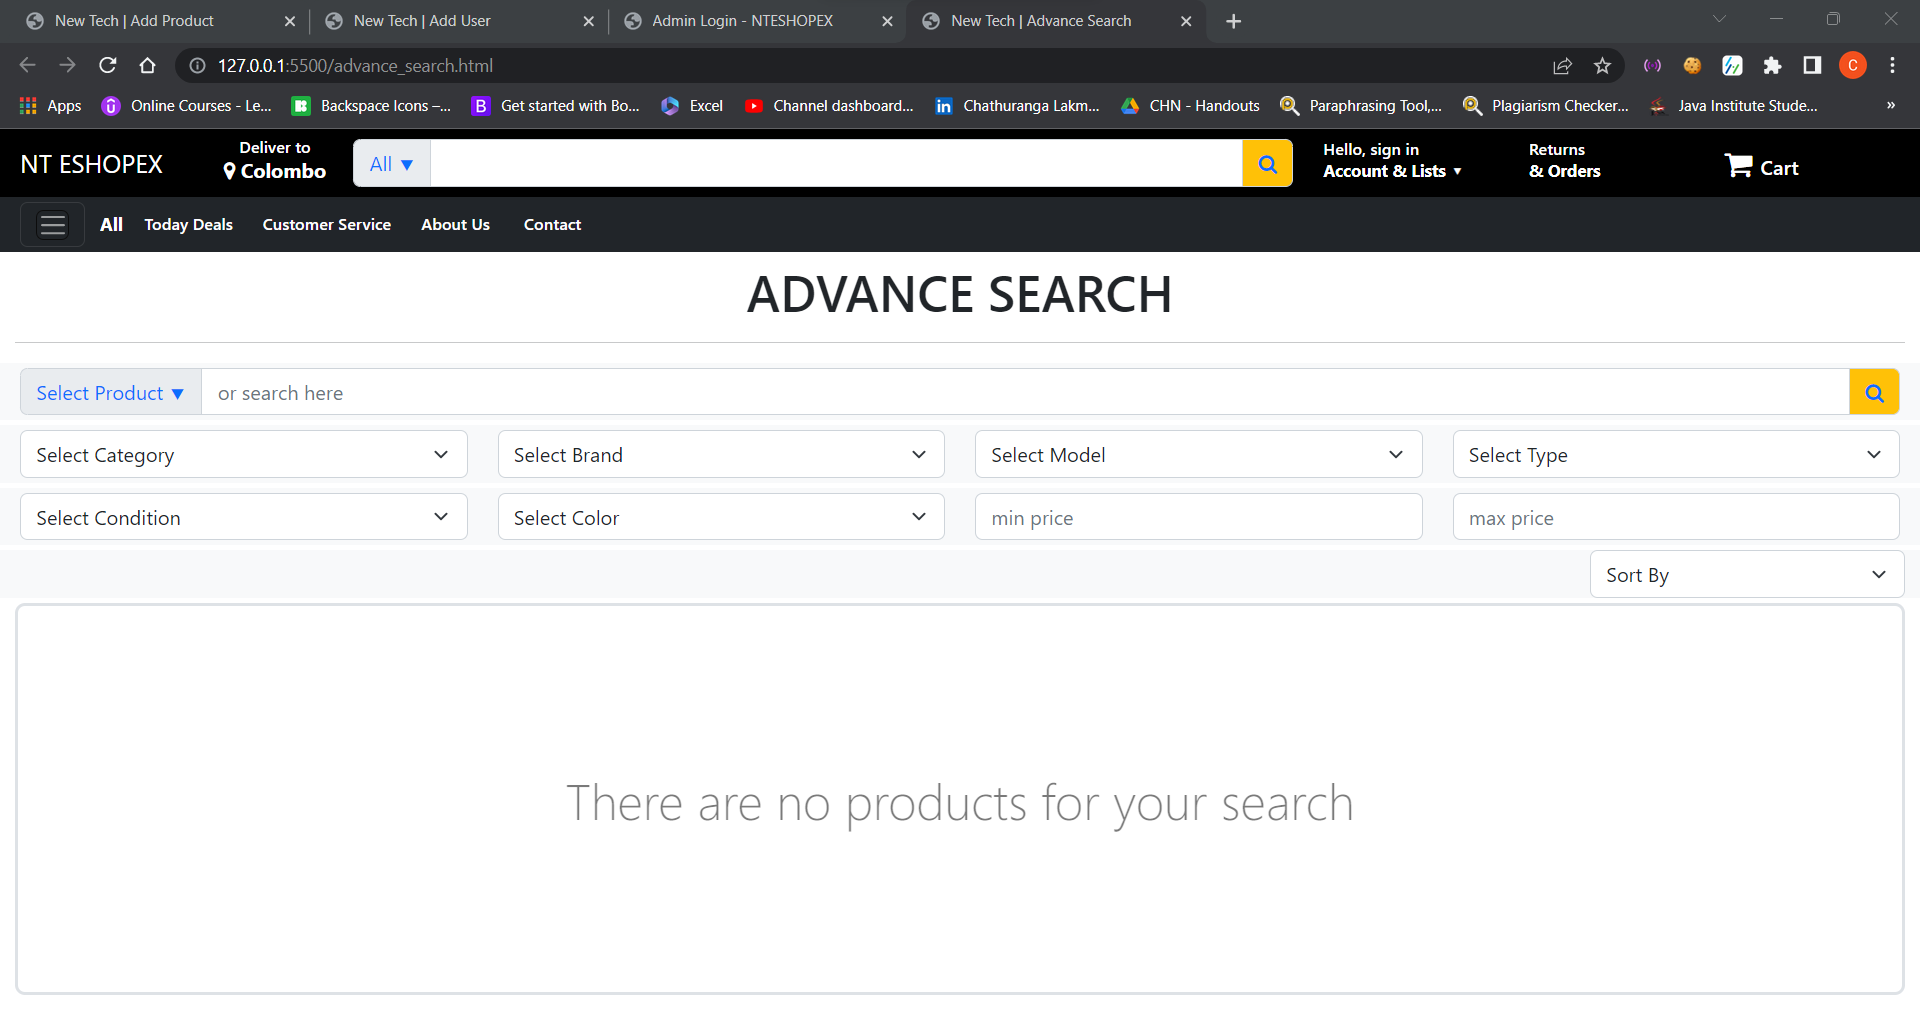 New Tech | Add Product
New Tech | Add User
Admin Login - NTESHOPEX
New Tech | Advance Search
127.0.0.1:5500/advance_search.html
C
Apps
Online Courses - Le...
Backspace Icons –...
B
Get started with Bo...
Excel
Channel dashboard...
in
Chathuranga Lakm...
CHN - Handouts
Paraphrasing Tool,...
Plagiarism Checker...
Java Institute Stude...
»
NT ESHOPEX
Deliver to
Colombo
All
Hello, sign in
Account & Lists
Returns
& Orders
Cart
All
Today Deals
Customer Service
About Us
Contact
ADVANCE SEARCH
Select Product
or search here
Select Category
Select Brand
Select Model
Select Type
Select Condition
Select Color
min price
max price
Sort By
There are no products for your search